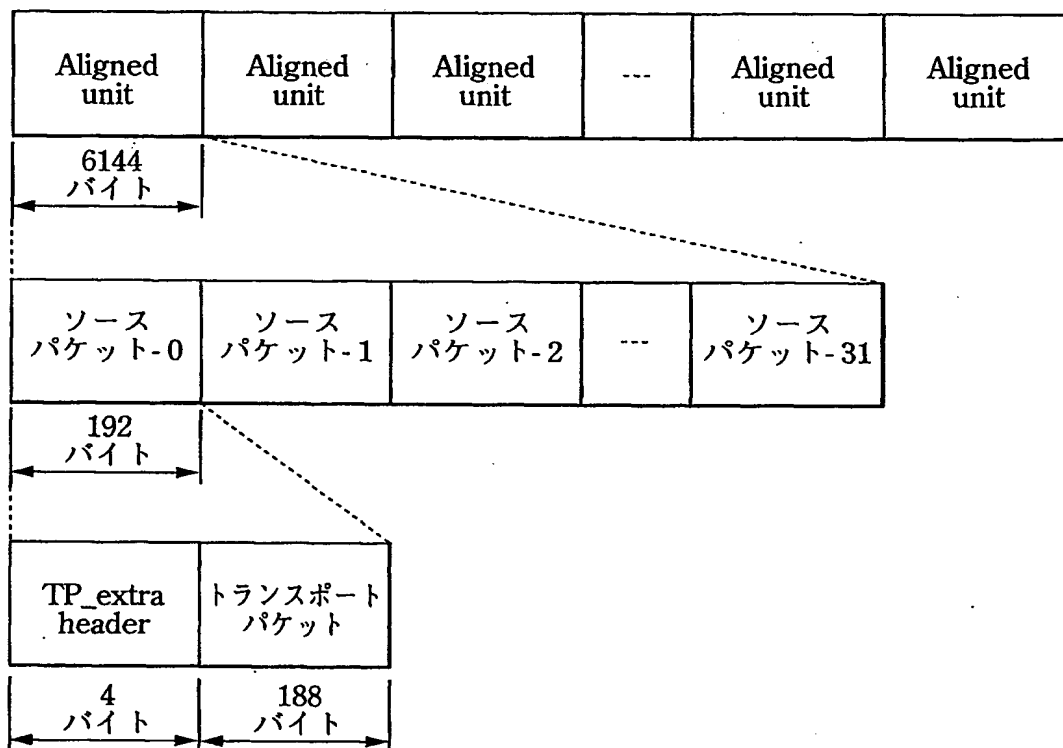 Aligned
unit
Aligned
unit
Aligned
unit
---
Aligned
unit
Aligned
unit
6144
バイト
ソース
パケット-0
ソース
パケット-1
ソース
パケット-2
---
ソース
パケット-31
192
バイト
TP_extra
header
トランスポート
パケット
4
バイト
188
バイト